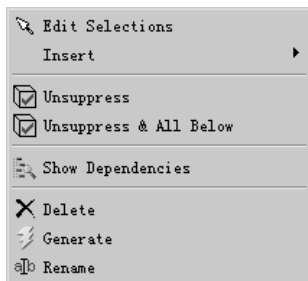 Edit Selections
Insert
Unsuppress
Unsuppress & All Below
Show Dependencies
Delete
Generate
a|b Rename